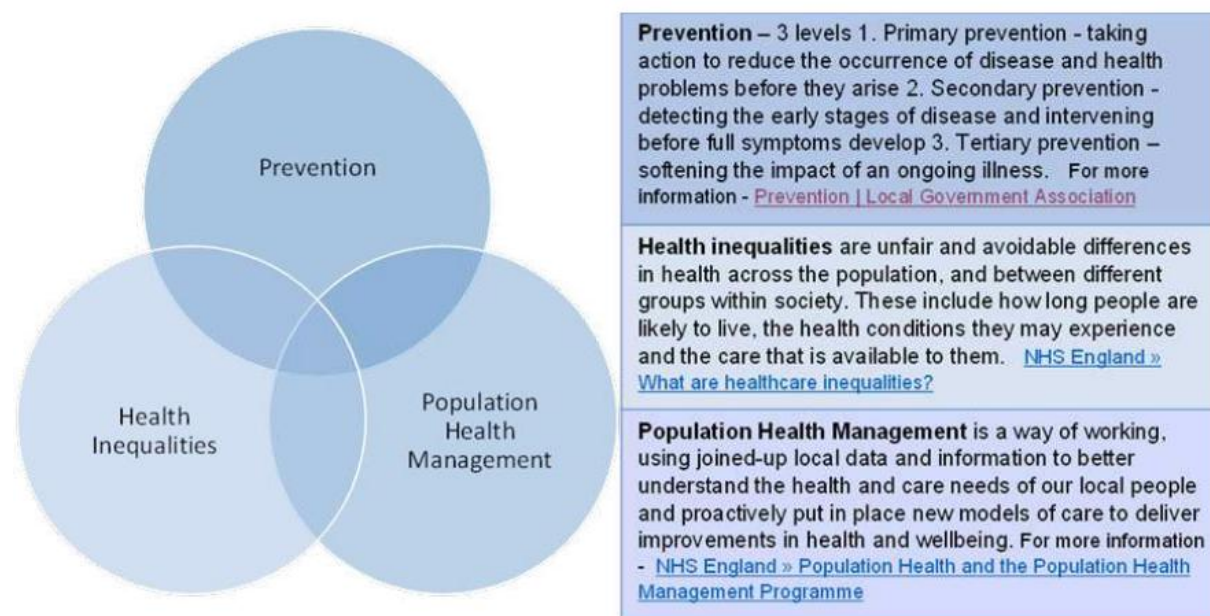 Prevention
Health
Inequalities
Population
Health
Management
Prevention – 3 levels 1. Primary prevention - taking
action to reduce the occurrence of disease and health
problems before they arise 2. Secondary prevention -
detecting the early stages of disease and intervening
before full symptoms develop 3. Tertiary prevention –
softening the impact of an ongoing illness. For more
information - Prevention | Local Government Association
Health inequalities are unfair and avoidable differences
in health across the population, and between different
groups within society. These include how long people are
likely to live, the health conditions they may experience
and the care that is available to them. NHS England »
What are healthcare inequalities?
Population Health Management is a way of working,
using joined-up local data and information to better
understand the health and care needs of our local people
and proactively put in place new models of care to deliver
improvements in health and wellbeing. For more information
- NHS England » Population Health and the Population Health
Management Programme